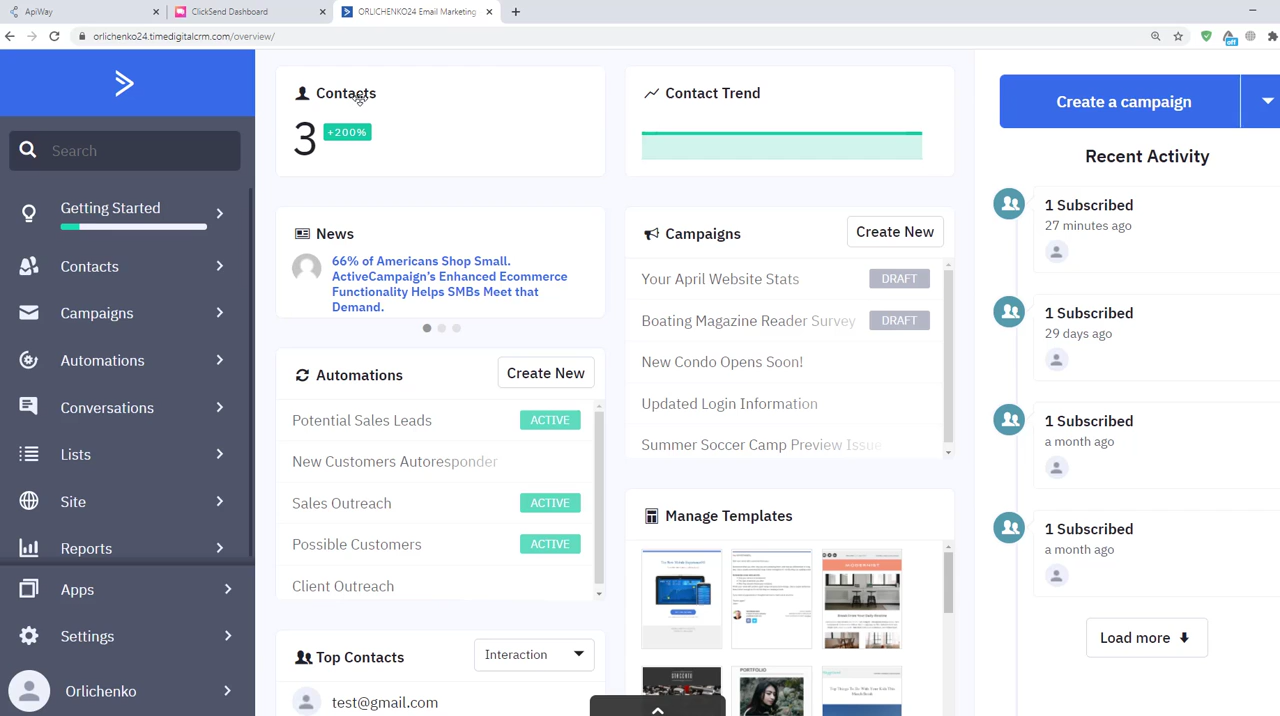 ApiWay
ClickSend Dashboard
ORLICHENKO24 Email Marketing
orlichenko24.timedigitalcrm.com/overview/
off
Search
Getting Started
Contacts
Campaigns
Automations
Conversations
Lists
Site
Reports
Apps
Settings
Orlichenko
Contacts
3 +200%
News
66% of Americans Shop Small.
ActiveCampaign's Enhanced Ecommerce
Functionality Helps SMBs Meet that
Demand.
Automations
Create New
Potential Sales Leads ACTIVE
New Customers Autoresponder
Sales Outreach ACTIVE
Possible Customers ACTIVE
Client Outreach
Top Contacts
Interaction
test@gmail.com
Contact Trend
Campaigns
Create New
Your April Website Stats DRAFT
Boating Magazine Reader Survey DRAFT
New Condo Opens Soon!
Updated Login Information
Summer Soccer Camp Preview Issue
Manage Templates
PORTFOLIO
Create a campaign
Recent Activity
1 Subscribed
27 minutes ago
1 Subscribed
29 days ago
1 Subscribed
a month ago
1 Subscribed
a month ago
Load more